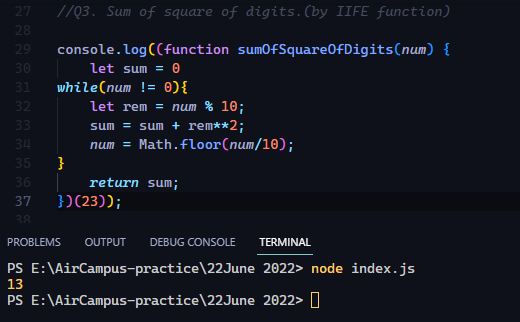 27 //Q3. Sum of square of digits.(by IIFE function)
28
29 console.log((function sumOfSquareOfDigits(num) {
30     let sum = 0
31 while(num != 0){
32     let rem = num % 10;
33     sum = sum + rem**2;
34     num = Math.floor(num/10);
35 }
36     return sum;
37 })(23));
38
PROBLEMS OUTPUT DEBUG CONSOLE TERMINAL
PS E:\AirCampus-practice\22June 2022> node index.js
13
PS E:\AirCampus-practice\22June 2022>